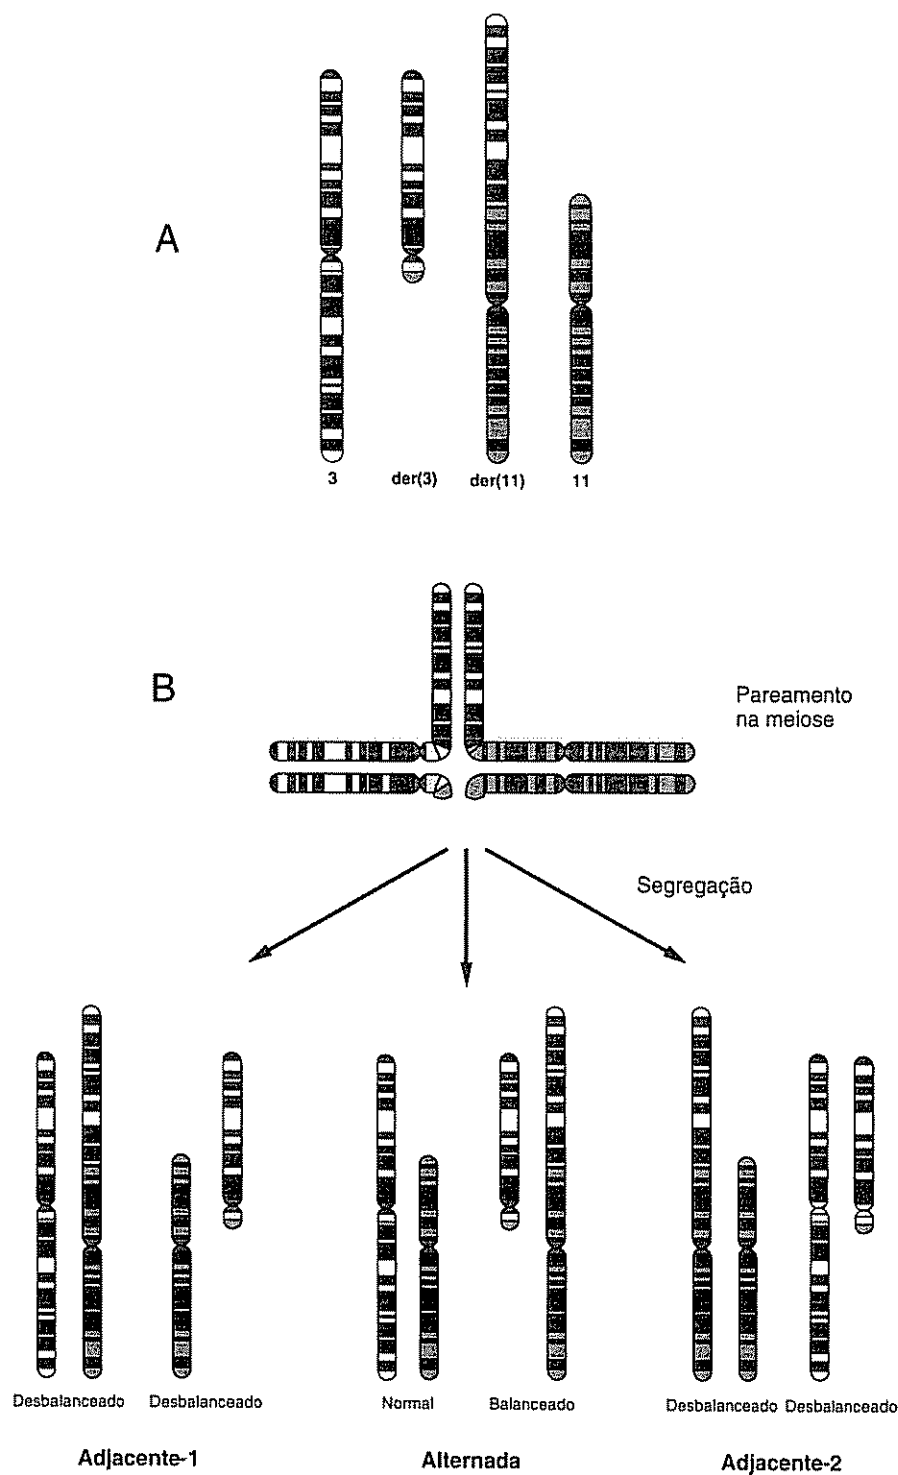 A
3 der(3) der(11) 11
B
Pareamento
na meiose
Segregação
Desbalanceado Desbalanceado Normal Balanceado Desbalanceado Desbalanceado
Adjacente-1 Alternada Adjacente-2